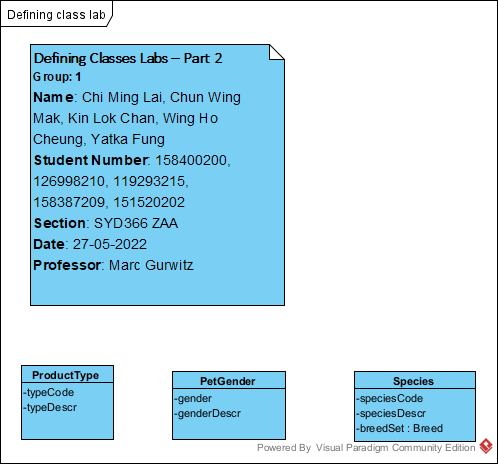 Defining class lab
Defining Classes Labs – Part 2
Group: 1
Name: Chi Ming Lai, Chun Wing
Mak, Kin Lok Chan, Wing Ho
Cheung, Yatka Fung
Student Number: 158400200,
126998210, 119293215,
158387209, 151520202
Section: SYD366 ZAA
Date: 27-05-2022
Professor: Marc Gurwitz
ProductType
-typeCode
-typeDescr
PetGender
-gender
-genderDescr
Species
-speciesCode
-speciesDescr
-breedSet : Breed
Powered By Visual Paradigm Community Edition